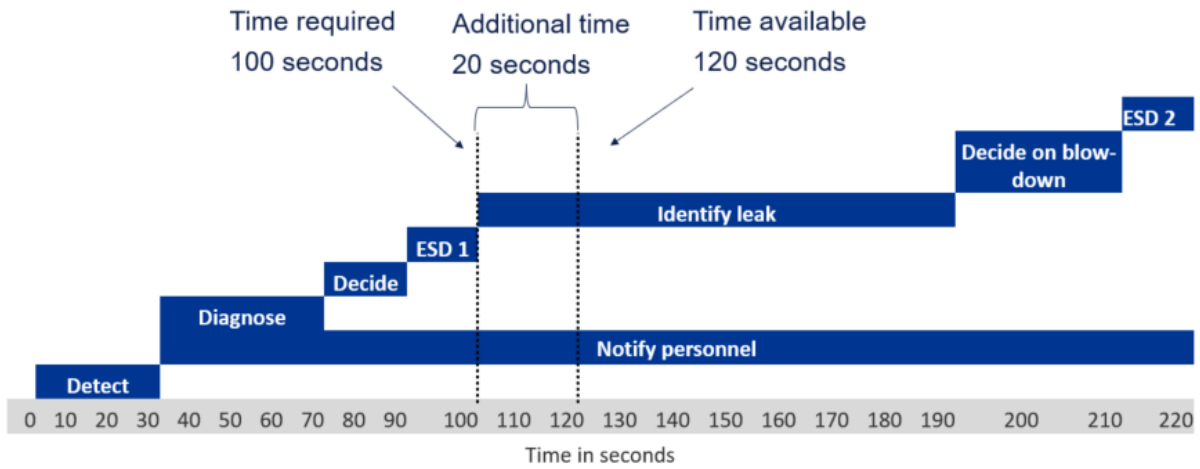 Time required
100 seconds
Additional time
20 seconds
Time available
120 seconds
ESD 2
Decide on blow-
down
Identify leak
ESD 1
Decide
Diagnose
Notify personnel
Detect
0 10 20 30 40 50 60 70 80 90 100 110 120 130 140 150 160 170 180 190 200 210 220
Time in seconds